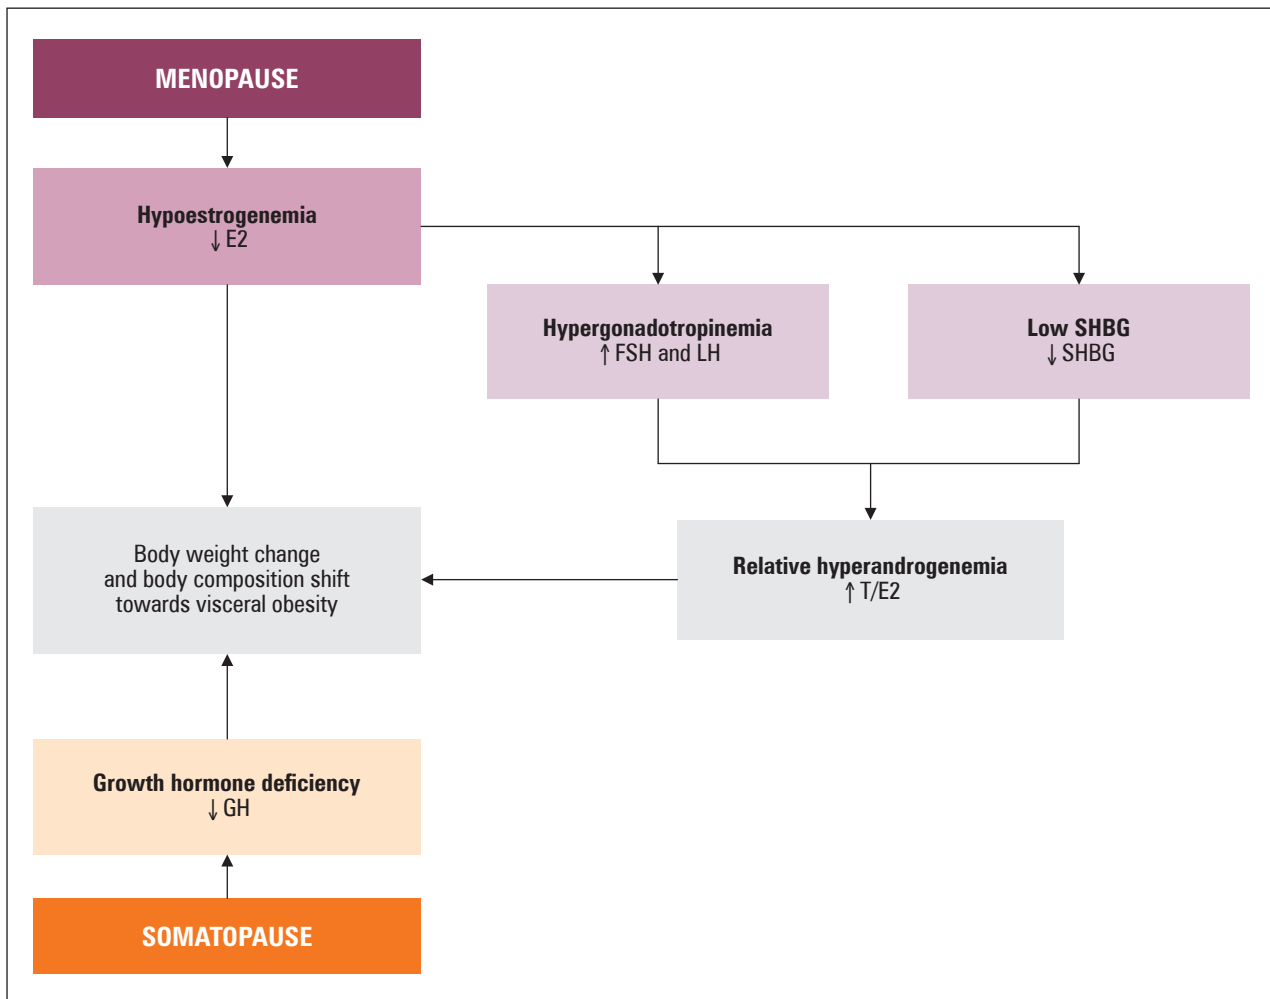 MENOPAUSE
Hypoestrogenemia
↓ E2
Hypergonadotropinemia
↑ FSH and LH
Low SHBG
↓ SHBG
Body weight change
and body composition shift
towards visceral obesity
Relative hyperandrogenemia
↑ T/E2
Growth hormone deficiency
↓ GH
SOMATOPAUSE